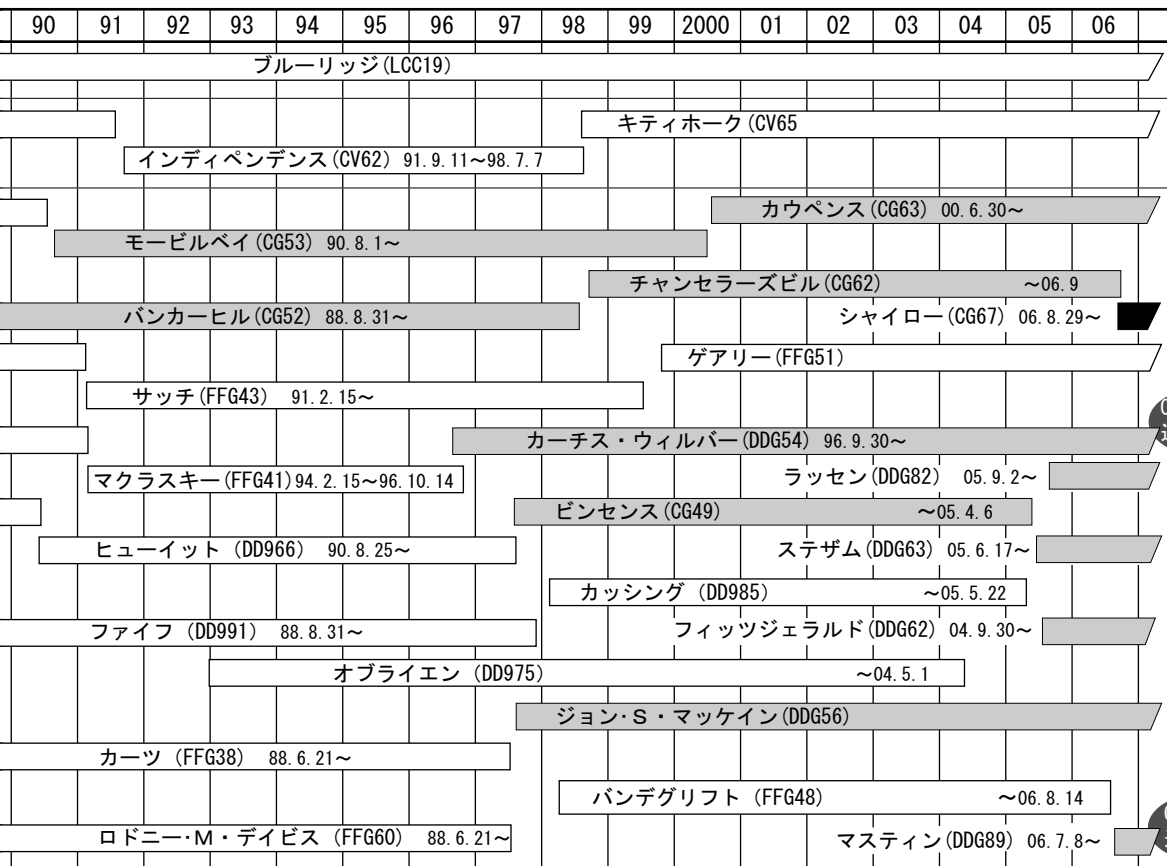 90 91 92 93 94 95 96 97 98 99 2000 01 02 03 04 05 06
ブルーリッジ(LCC19)
キティホーク(CV65
インディペンデンス(CV62) 91.9.11～98.7.7
カウペンス(CG63) 00.6.30～
モービルベイ(CG53) 90.8.1～
チャンセラーズビル(CG62) ～06.9
バンカーヒル(CG52) 88.8.31～ シャイロー(CG67) 06.8.29～
ゲアリー(FFG51)
サッチ(FFG43) 91.2.15～
カーチス・ウィルバー(DDG54) 96.9.30～
マクラスキー(FFG41)94.2.15～96.10.14 ラッセン(DDG82) 05.9.2～
ビンセンス(CG49) ～05.4.6
ヒューイット (DD966) 90.8.25～ ステザム(DDG63) 05.6.17～
カッシング (DD985) ～05.5.22
ファイフ (DD991) 88.8.31～ フィッツジェラルド(DDG62) 04.9.30～
オブライエン (DD975) ～04.5.1
ジョン・S・マッケイン(DDG56)
カーツ (FFG38) 88.6.21～
バンデグリフト (FFG48) ～06.8.14
ロドニー・M・デイビス (FFG60) 88.6.21～ マスティン(DDG89) 06.7.8～